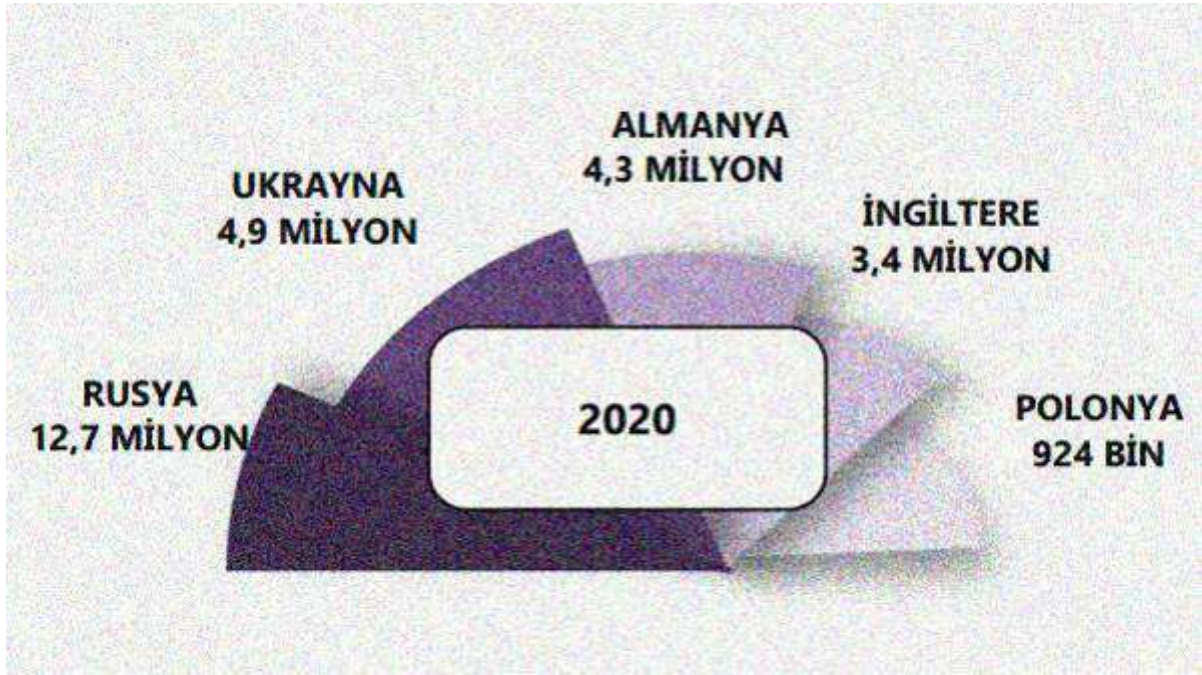 ALMANYA
4,3 MİLYON
UKRAYNA
4,9 MİLYON
İNGİLTERE
3,4 MİLYON
RUSYA
12,7 MİLYON
POLONYA
924 BİN
2020